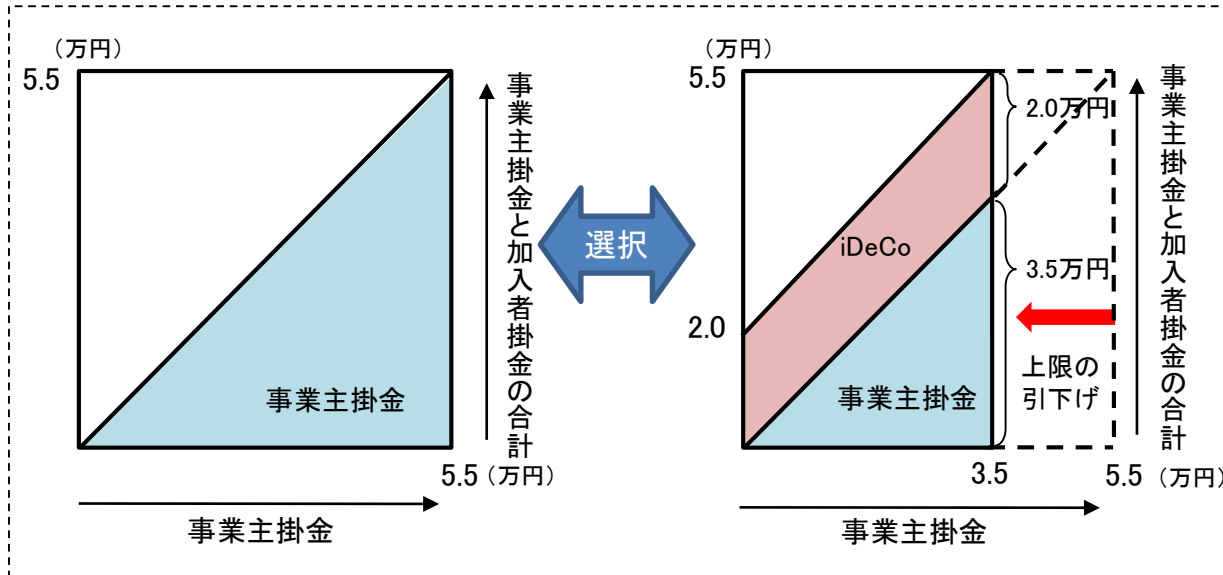 （万円）
5.5
事業主掛金と加入者掛金の合計
事業主掛金
5.5（万円）
事業主掛金
選択
（万円）
5.5
2.0万円
事業主掛金と加入者掛金の合計
iDeCo
3.5万円
2.0
事業主掛金
上限の
引下げ
3.5
5.5（万円）
事業主掛金